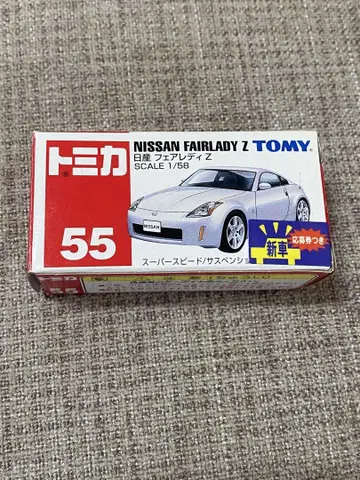 トミカ
NISSAN FAIRLADY Z TOMY
日産 フェアレディ Z
SCALE 1/58
NISSAN
55
新車
応募券つき
スーパースピード/サスペンシ